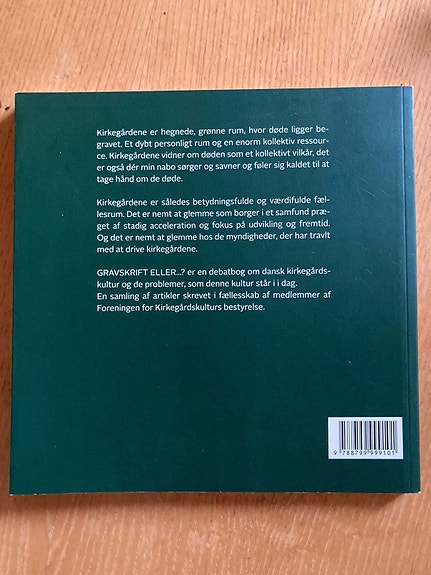 Kirkegårdene er hegnede, grønne rum, hvor døde ligger be-
gravet. Et dybt personligt rum og en enorm kollektiv ressour-
ce. Kirkegårdene vidner om døden som et kollektivt vilkår, det
er også dér min nabo sørger og savner og føler sig kaldet til at
tage hånd om de døde.
Kirkegårdene er således betydningsfulde og værdifulde fæl-
lesrum. Det er nemt at glemme som borger i et samfund præ-
get af stadig acceleration og fokus på udvikling og fremtid.
Og det er nemt at glemme hos de myndigheder, der har travlt
med at drive kirkegårdene.
GRAVSKRIFT ELLER...? er en debatbog om dansk kirkegårds-
kultur og de problemer, som denne kultur står i i dag.
En samling af artikler skrevet i fællesskab af medlemmer af
Foreningen for Kirkegårdskulturs bestyrelse.
9 788799 999101